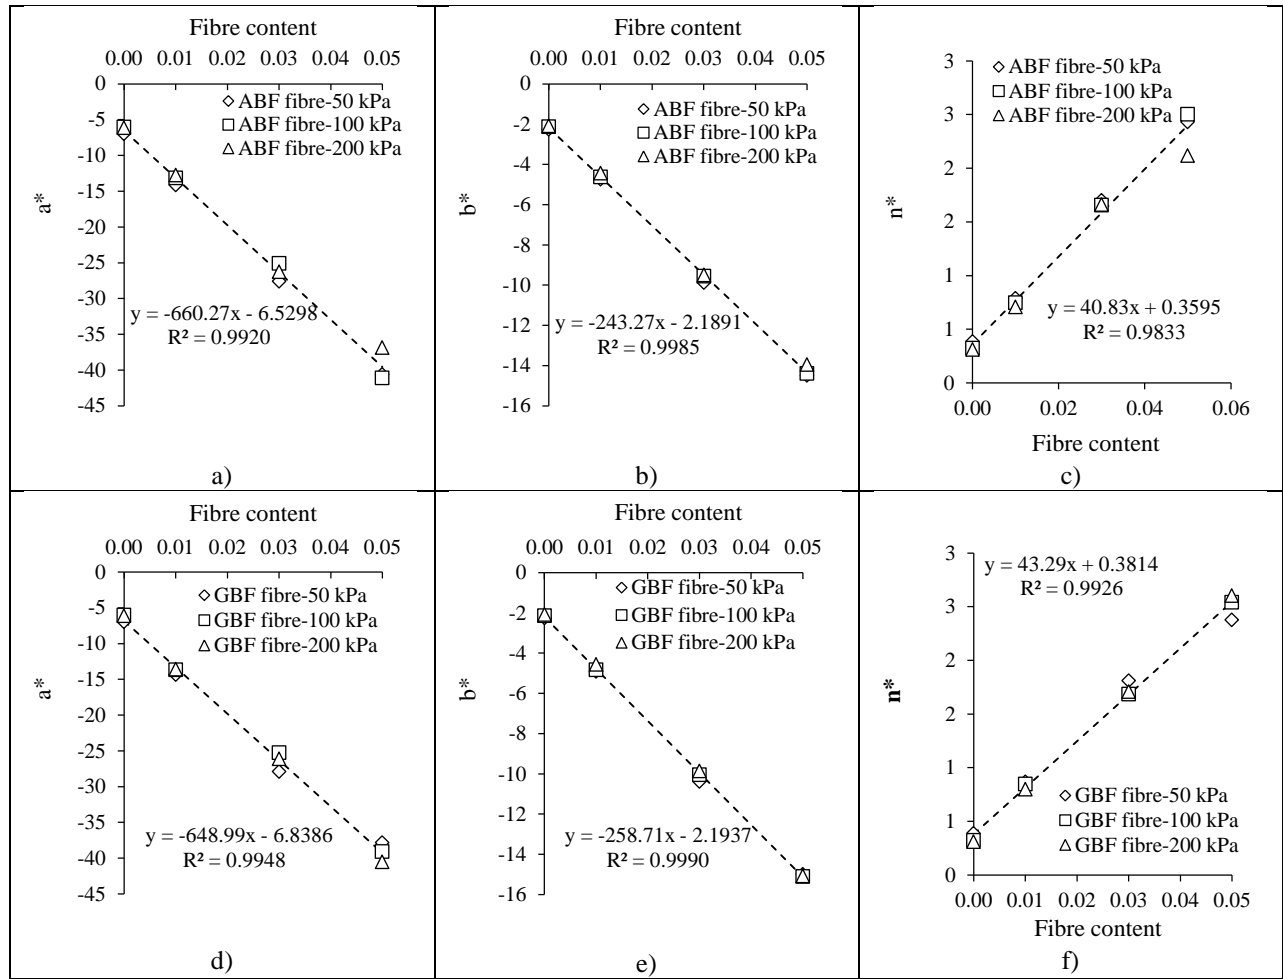 Fibre content
0.00 0.01 0.02 0.03 0.04 0.05
0
-5
-10
-15
-20
-25
-30
-35
-40
-45
a*
ABF fibre-50 kPa
ABF fibre-100 kPa
ABF fibre-200 kPa
y = -660.27x - 6.5298
R² = 0.9920
a)
Fibre content
0.00 0.01 0.02 0.03 0.04 0.05
0
-2
-4
-6
-8
-10
-12
-14
-16
b*
ABF fibre-50 kPa
ABF fibre-100 kPa
ABF fibre-200 kPa
y = -243.27x - 2.1891
R² = 0.9985
b)
3
3
2
2
1
1
0
n*
ABF fibre-50 kPa
ABF fibre-100 kPa
ABF fibre-200 kPa
y = 40.83x + 0.3595
R² = 0.9833
0.00 0.02 0.04 0.06
Fibre content
c)
Fibre content
0.00 0.01 0.02 0.03 0.04 0.05
0
-5
-10
-15
-20
-25
-30
-35
-40
-45
a*
GBF fibre-50 kPa
GBF fibre-100 kPa
GBF fibre-200 kPa
y = -648.99x - 6.8386
R² = 0.9948
d)
Fibre content
0.00 0.01 0.02 0.03 0.04 0.05
0
-2
-4
-6
-8
-10
-12
-14
-16
b*
GBF fibre-50 kPa
GBF fibre-100 kPa
GBF fibre-200 kPa
y = -258.71x - 2.1937
R² = 0.9990
e)
3
3
2
2
1
1
0
n*
y = 43.29x + 0.3814
R² = 0.9926
GBF fibre-50 kPa
GBF fibre-100 kPa
GBF fibre-200 kPa
0.00 0.01 0.02 0.03 0.04 0.05
Fibre content
f)